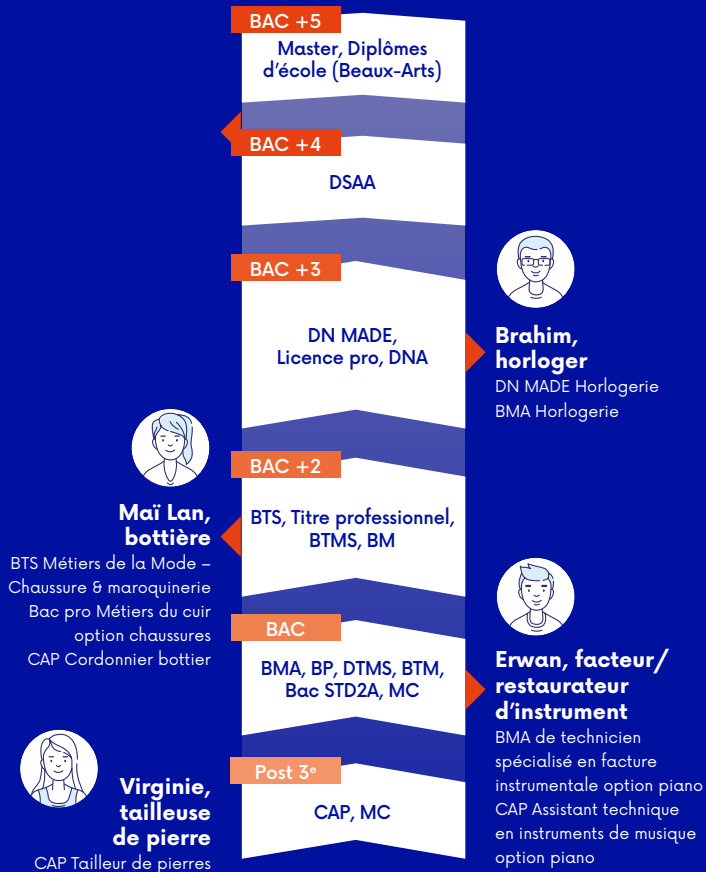 BAC +5
Master, Diplômes
d'école (Beaux-Arts)
BAC +4
DSAA
BAC +3
DN MADE,
Licence pro, DNA
Brahim,
horloger
DN MADE Horlogerie
BMA Horlogerie
BAC +2
BTS, Titre professionnel,
BTMS, BM
Maï Lan,
bottière
BTS Métiers de la Mode –
Chaussure & maroquinerie
Bac pro Métiers du cuir
option chaussures
CAP Cordonnier bottier
BAC
BMA, BP, DTMS, BTM,
Bac STD2A, MC
Erwan, facteur/
restaurateur
d'instrument
BMA de technicien
spécialisé en facture
instrumentale option piano
CAP Assistant technique
en instruments de musique
option piano
Post 3ᵉ
CAP, MC
Virginie,
tailleuse
de pierre
CAP Tailleur de pierres